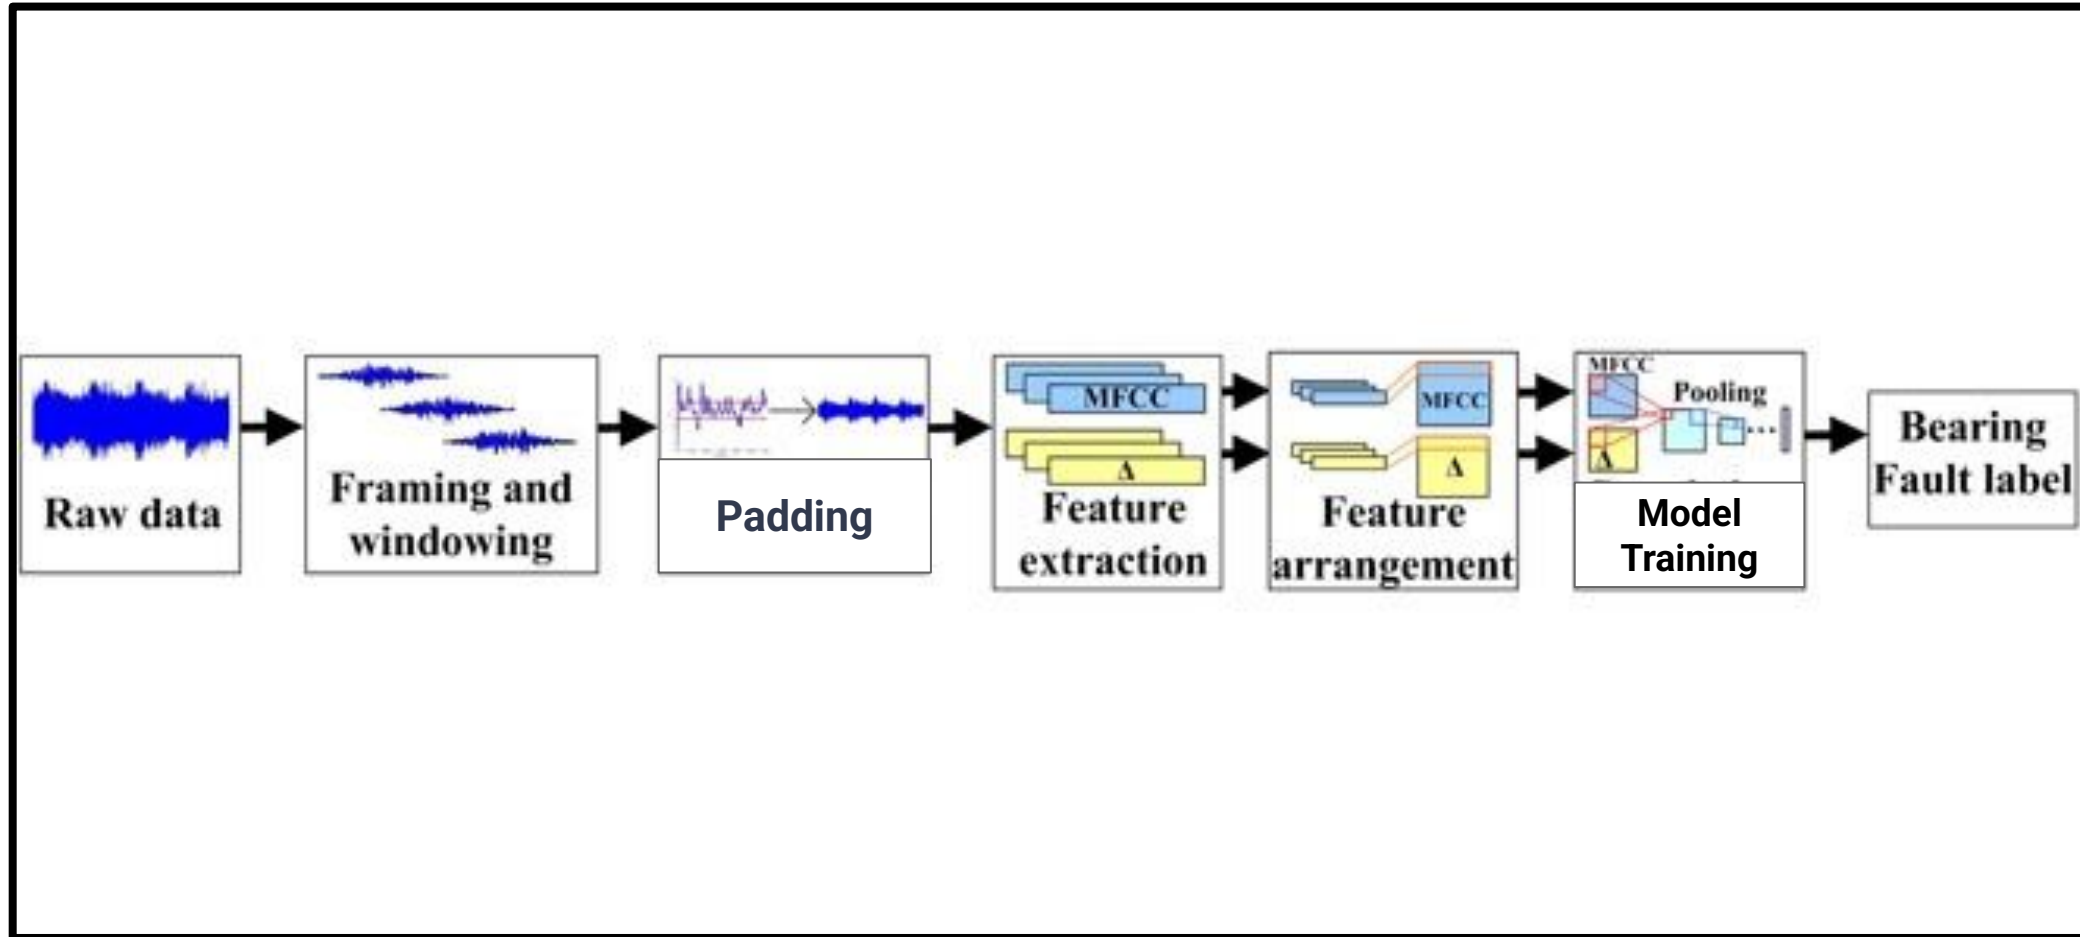 Raw data
Framing and
windowing
Padding
MFCC
Δ
Feature
extraction
MFCC
Δ
Feature
arrangement
MFCC
Pooling
Δ
Model
Training
Bearing
Fault label